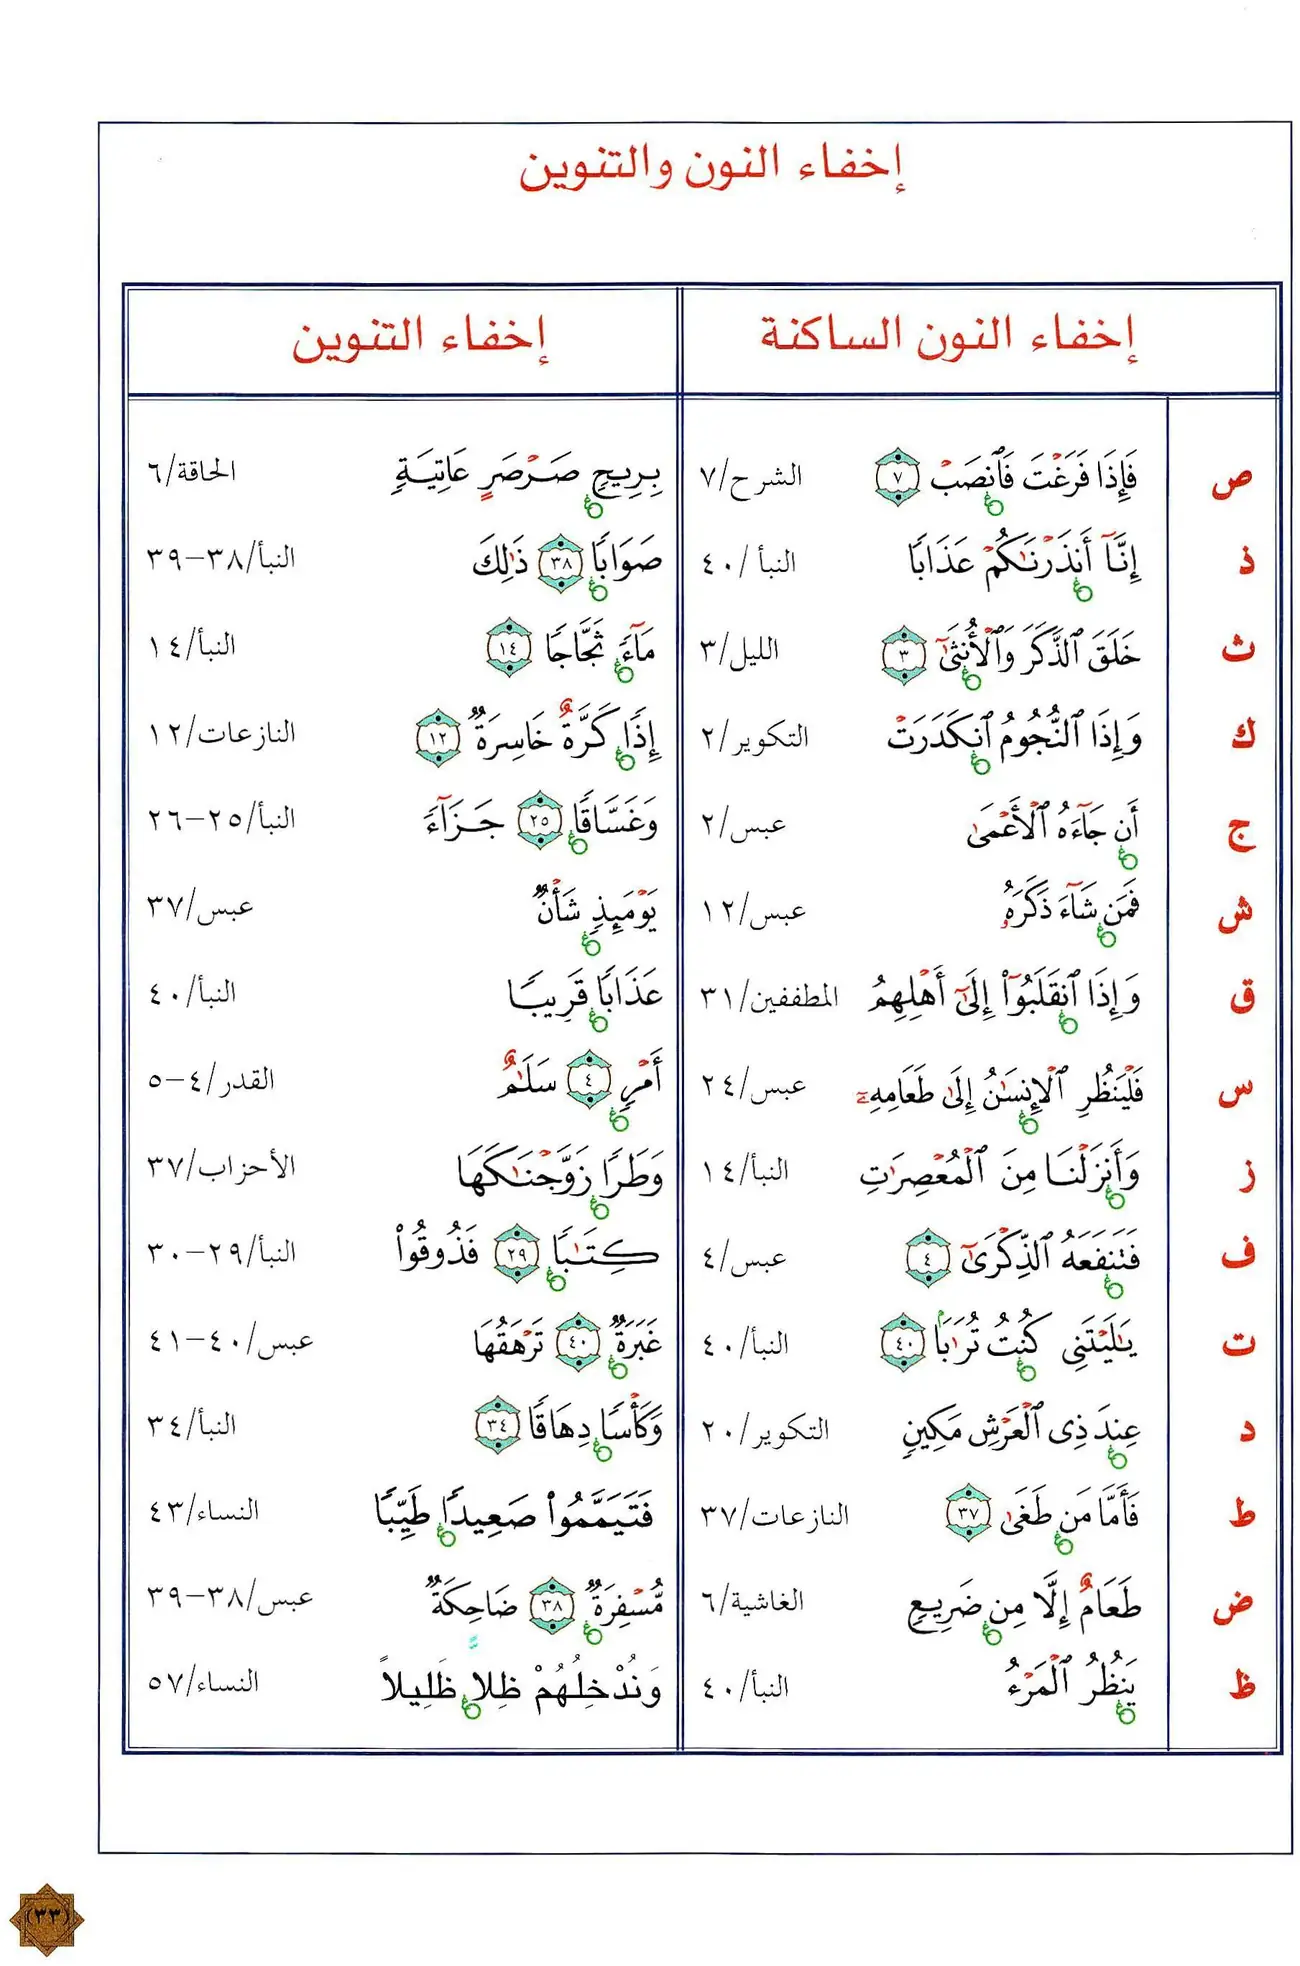 إخفاء النون والتنوين
إخفاء النون الساكنة إخفاء التنوين
ص فَإِذَا فَرَغْتَ فَٱنصَبْ ٧ الشرح/٧ بِرِيحٍ صَرْصَرٍ عَاتِيَةٍ الحاقة/٦
ذ إِنَّآ أَنذَرْنَٰكُمْ عَذَابًا النبأ/٤٠ صَوَابًا ٣٨ ذَٰلِكَ النبأ/٣٨-٣٩
ث خَلَقَ ٱلذَّكَرَ وَٱلْأُنثَىٰٓ ٣ الليل/٣ مَآءً ثَجَّاجًا ١٤ النبأ/١٤
ك وَإِذَا ٱلنُّجُومُ ٱنكَدَرَتْ التكوير/٢ إِذًا كَرَّةٌ خَاسِرَةٌ ١٢ النازعات/١٢
ج أَن جَآءَهُ ٱلْأَعْمَىٰ عبس/٢ وَغَسَّاقًا ٢٥ جَزَآءً النبأ/٢٥-٢٦
ش فَمَن شَآءَ ذَكَرَهُۥ عبس/١٢ يَوْمَئِذٍ شَأْنٌ عبس/٣٧
ق وَإِذَا ٱنقَلَبُوٓا۟ إِلَىٰٓ أَهْلِهِمُ المطففين/٣١ عَذَابًا قَرِيبًا النبأ/٤٠
س فَلْيَنظُرِ ٱلْإِنسَٰنُ إِلَىٰ طَعَامِهِۦٓ عبس/٢٤ أَمْرٍ ٤ سَلَٰمٌ القدر/٤-٥
ز وَأَنزَلْنَا مِنَ ٱلْمُعْصِرَٰتِ النبأ/١٤ وَطَرًا زَوَّجْنَٰكَهَا الأحزاب/٣٧
ف فَتَنفَعَهُ ٱلذِّكْرَىٰٓ ٤ عبس/٤ كِتَٰبًا ٢٩ فَذُوقُوا۟ النبأ/٢٩-٣٠
ت يَٰلَيْتَنِى كُنتُ تُرَٰبًۢا ٤٠ النبأ/٤٠ غَبَرَةٌ ٤٠ تَرْهَقُهَا عبس/٤٠-٤١
د عِندَ ذِى ٱلْعَرْشِ مَكِينٍ التكوير/٢٠ وَكَأْسًا دِهَاقًا ٣٤ النبأ/٣٤
ط فَأَمَّا مَن طَغَىٰ ٣٧ النازعات/٣٧ فَتَيَمَّمُوا۟ صَعِيدًا طَيِّبًا النساء/٤٣
ض طَعَامٌ إِلَّا مِن ضَرِيعٍ الغاشية/٦ مُّسْفِرَةٌ ٣٨ ضَاحِكَةٌ عبس/٣٨-٣٩
ظ يَنظُرُ ٱلْمَرْءُ النبأ/٤٠ وَنُدْخِلُهُمْ ظِلًا ظَلِيلاً النساء/٥٧
(٣٣)